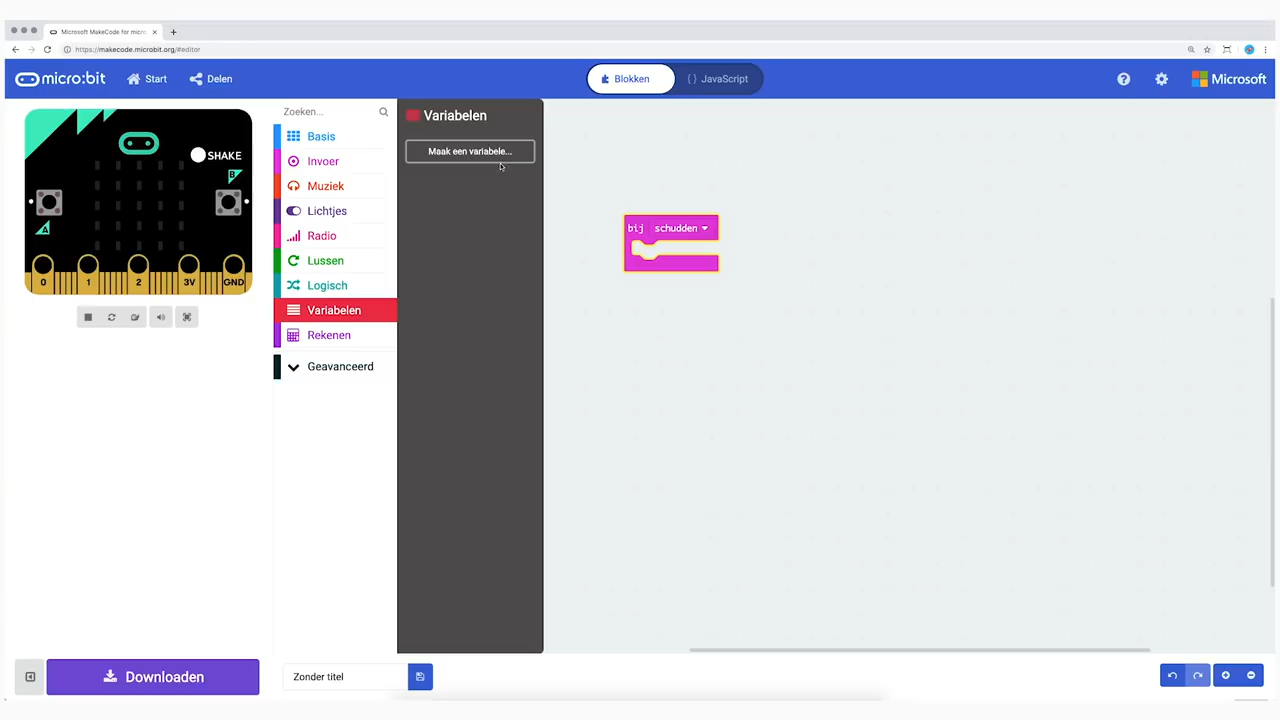 Microsoft MakeCode for micro:
https://makecode.microbit.org/#editor
micro:bit
Start
Delen
Blokken
{ } JavaScript
Microsoft
SHAKE
B
A
0 1 2 3V GND
Zoeken...
Basis
Invoer
Muziek
Lichtjes
Radio
Lussen
Logisch
Variabelen
Rekenen
Geavanceerd
Variabelen
Maak een variabele...
bij schudden
Downloaden
Zonder titel